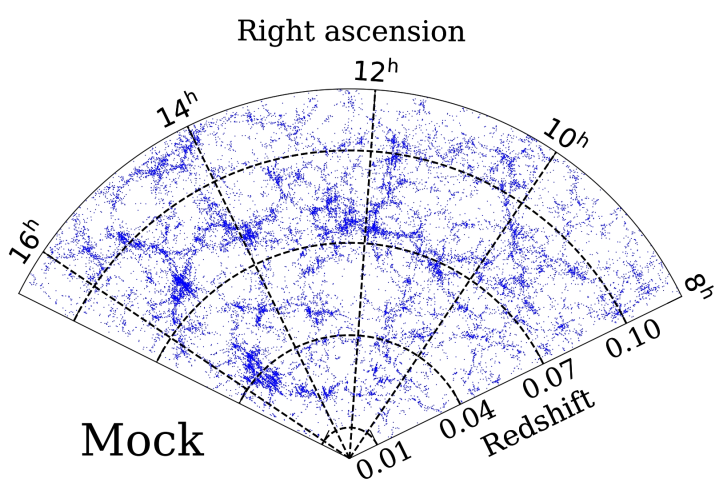 Right ascension
12ʰ
14ʰ
10ʰ
16ʰ
8ʰ
0.10
0.07
0.04
Redshift
0.01
Mock